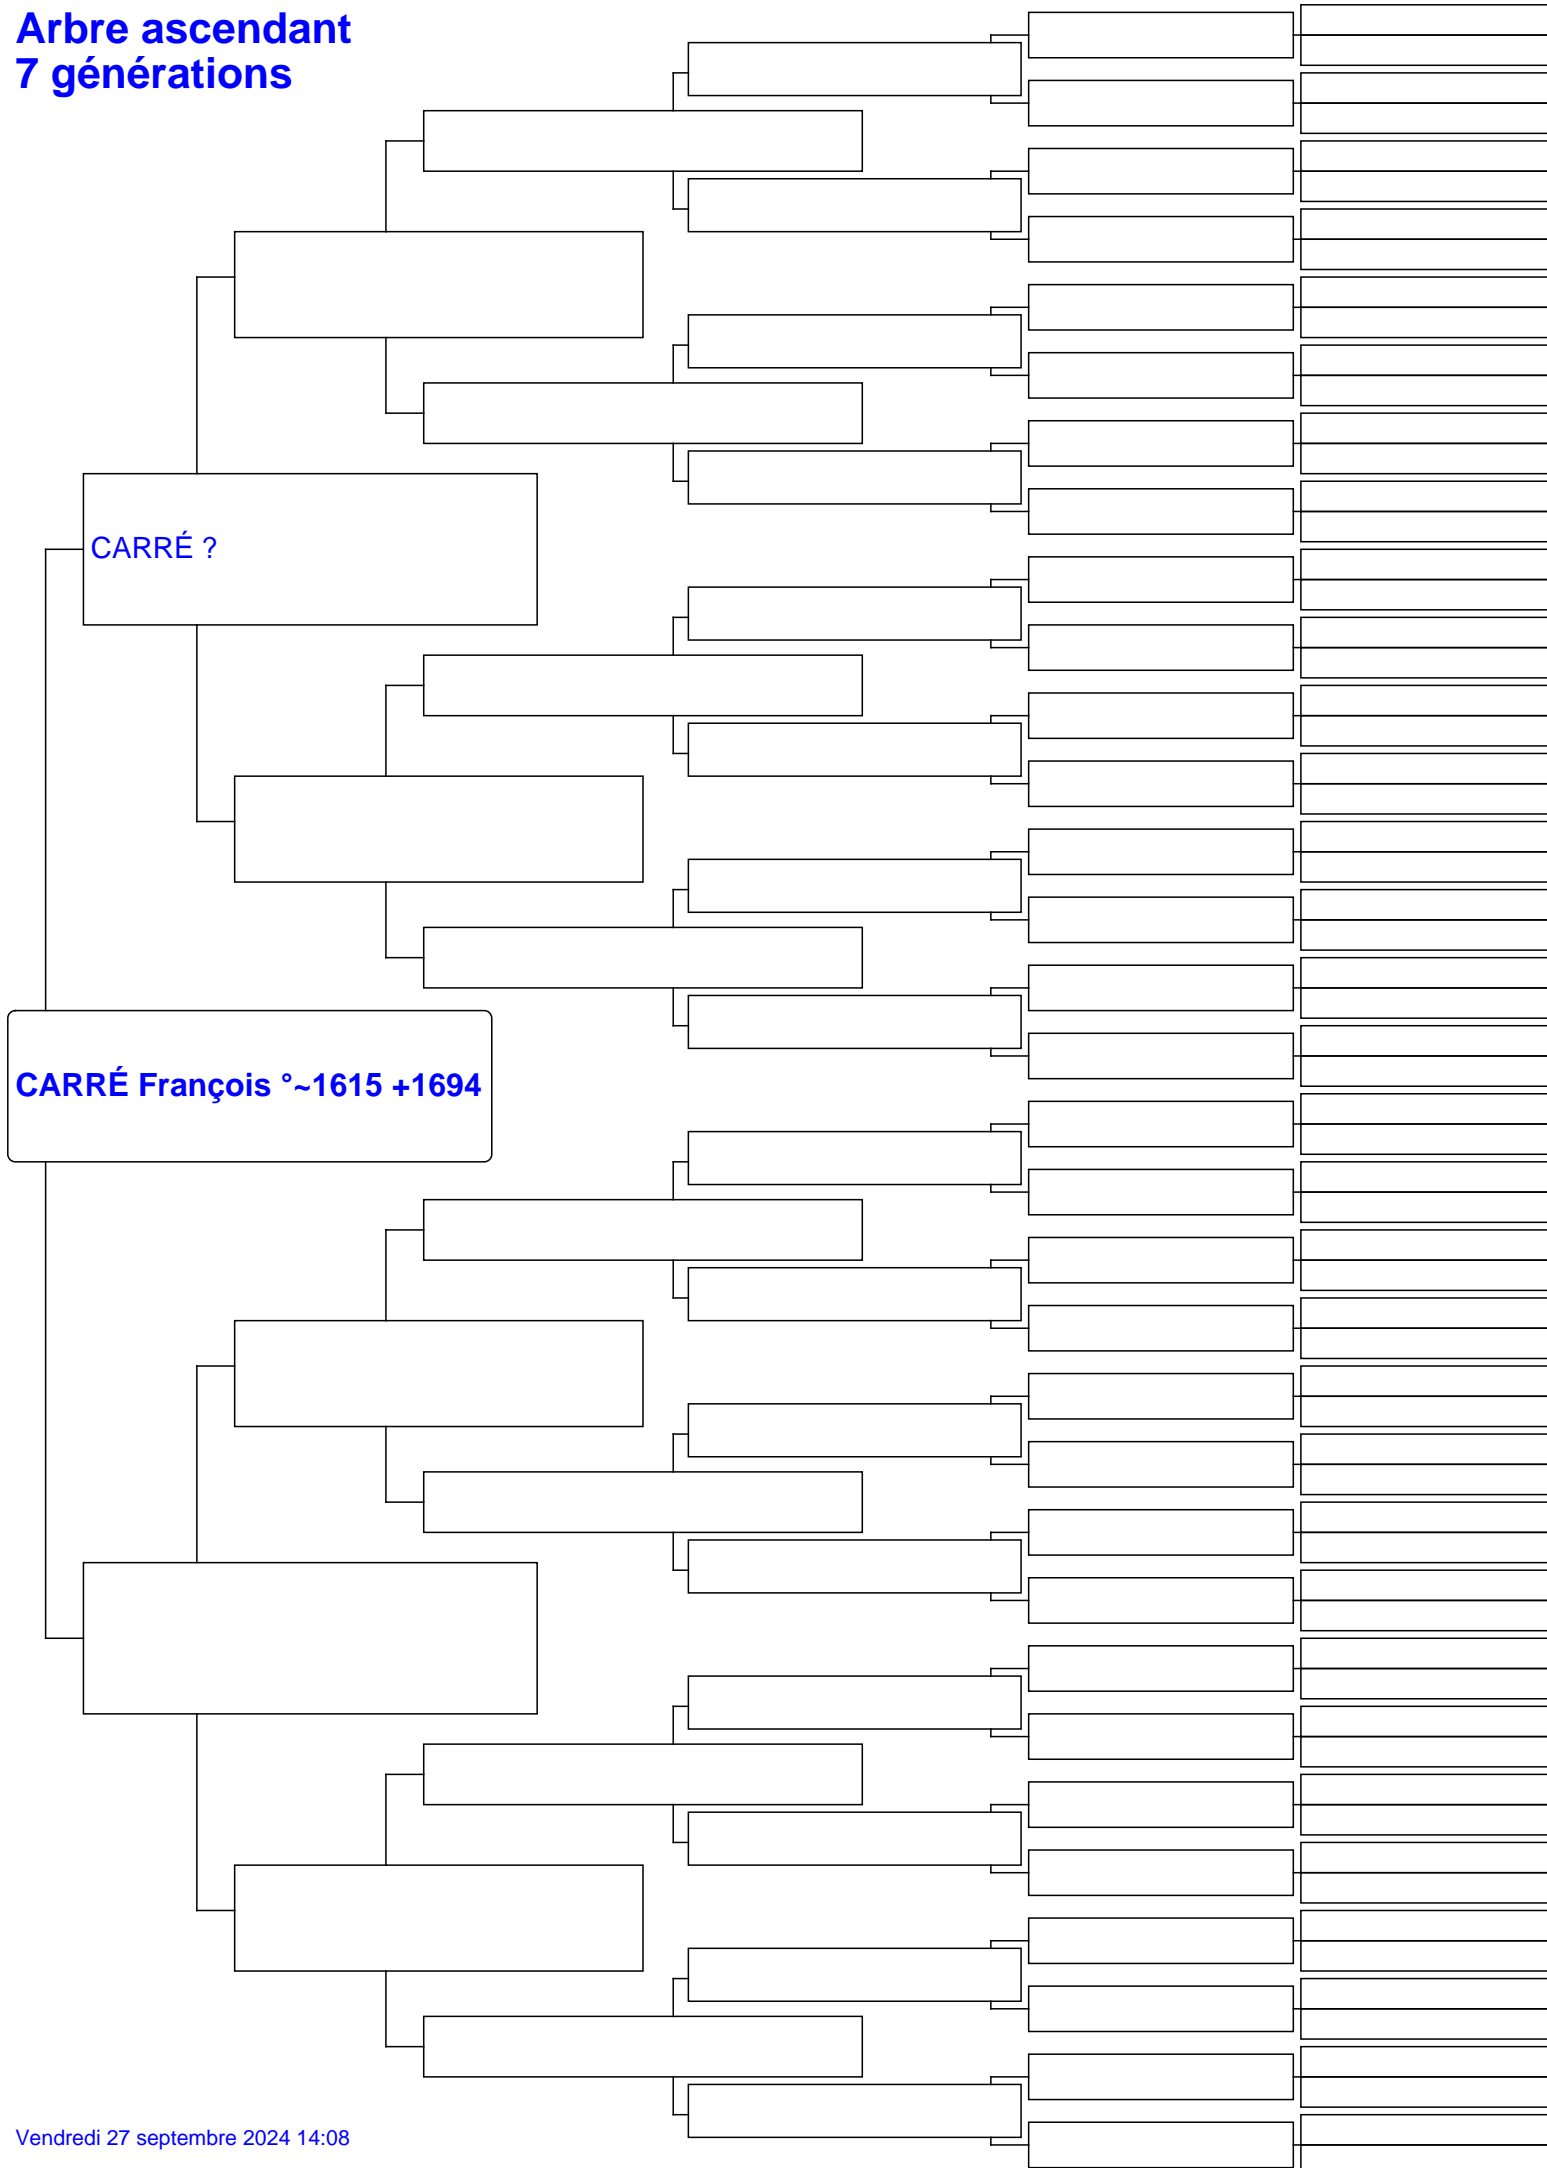 Arbre ascendant
7 générations
CARRÉ ?
CARRÉ François °~1615 +1694
Vendredi 27 septembre 2024 14:08